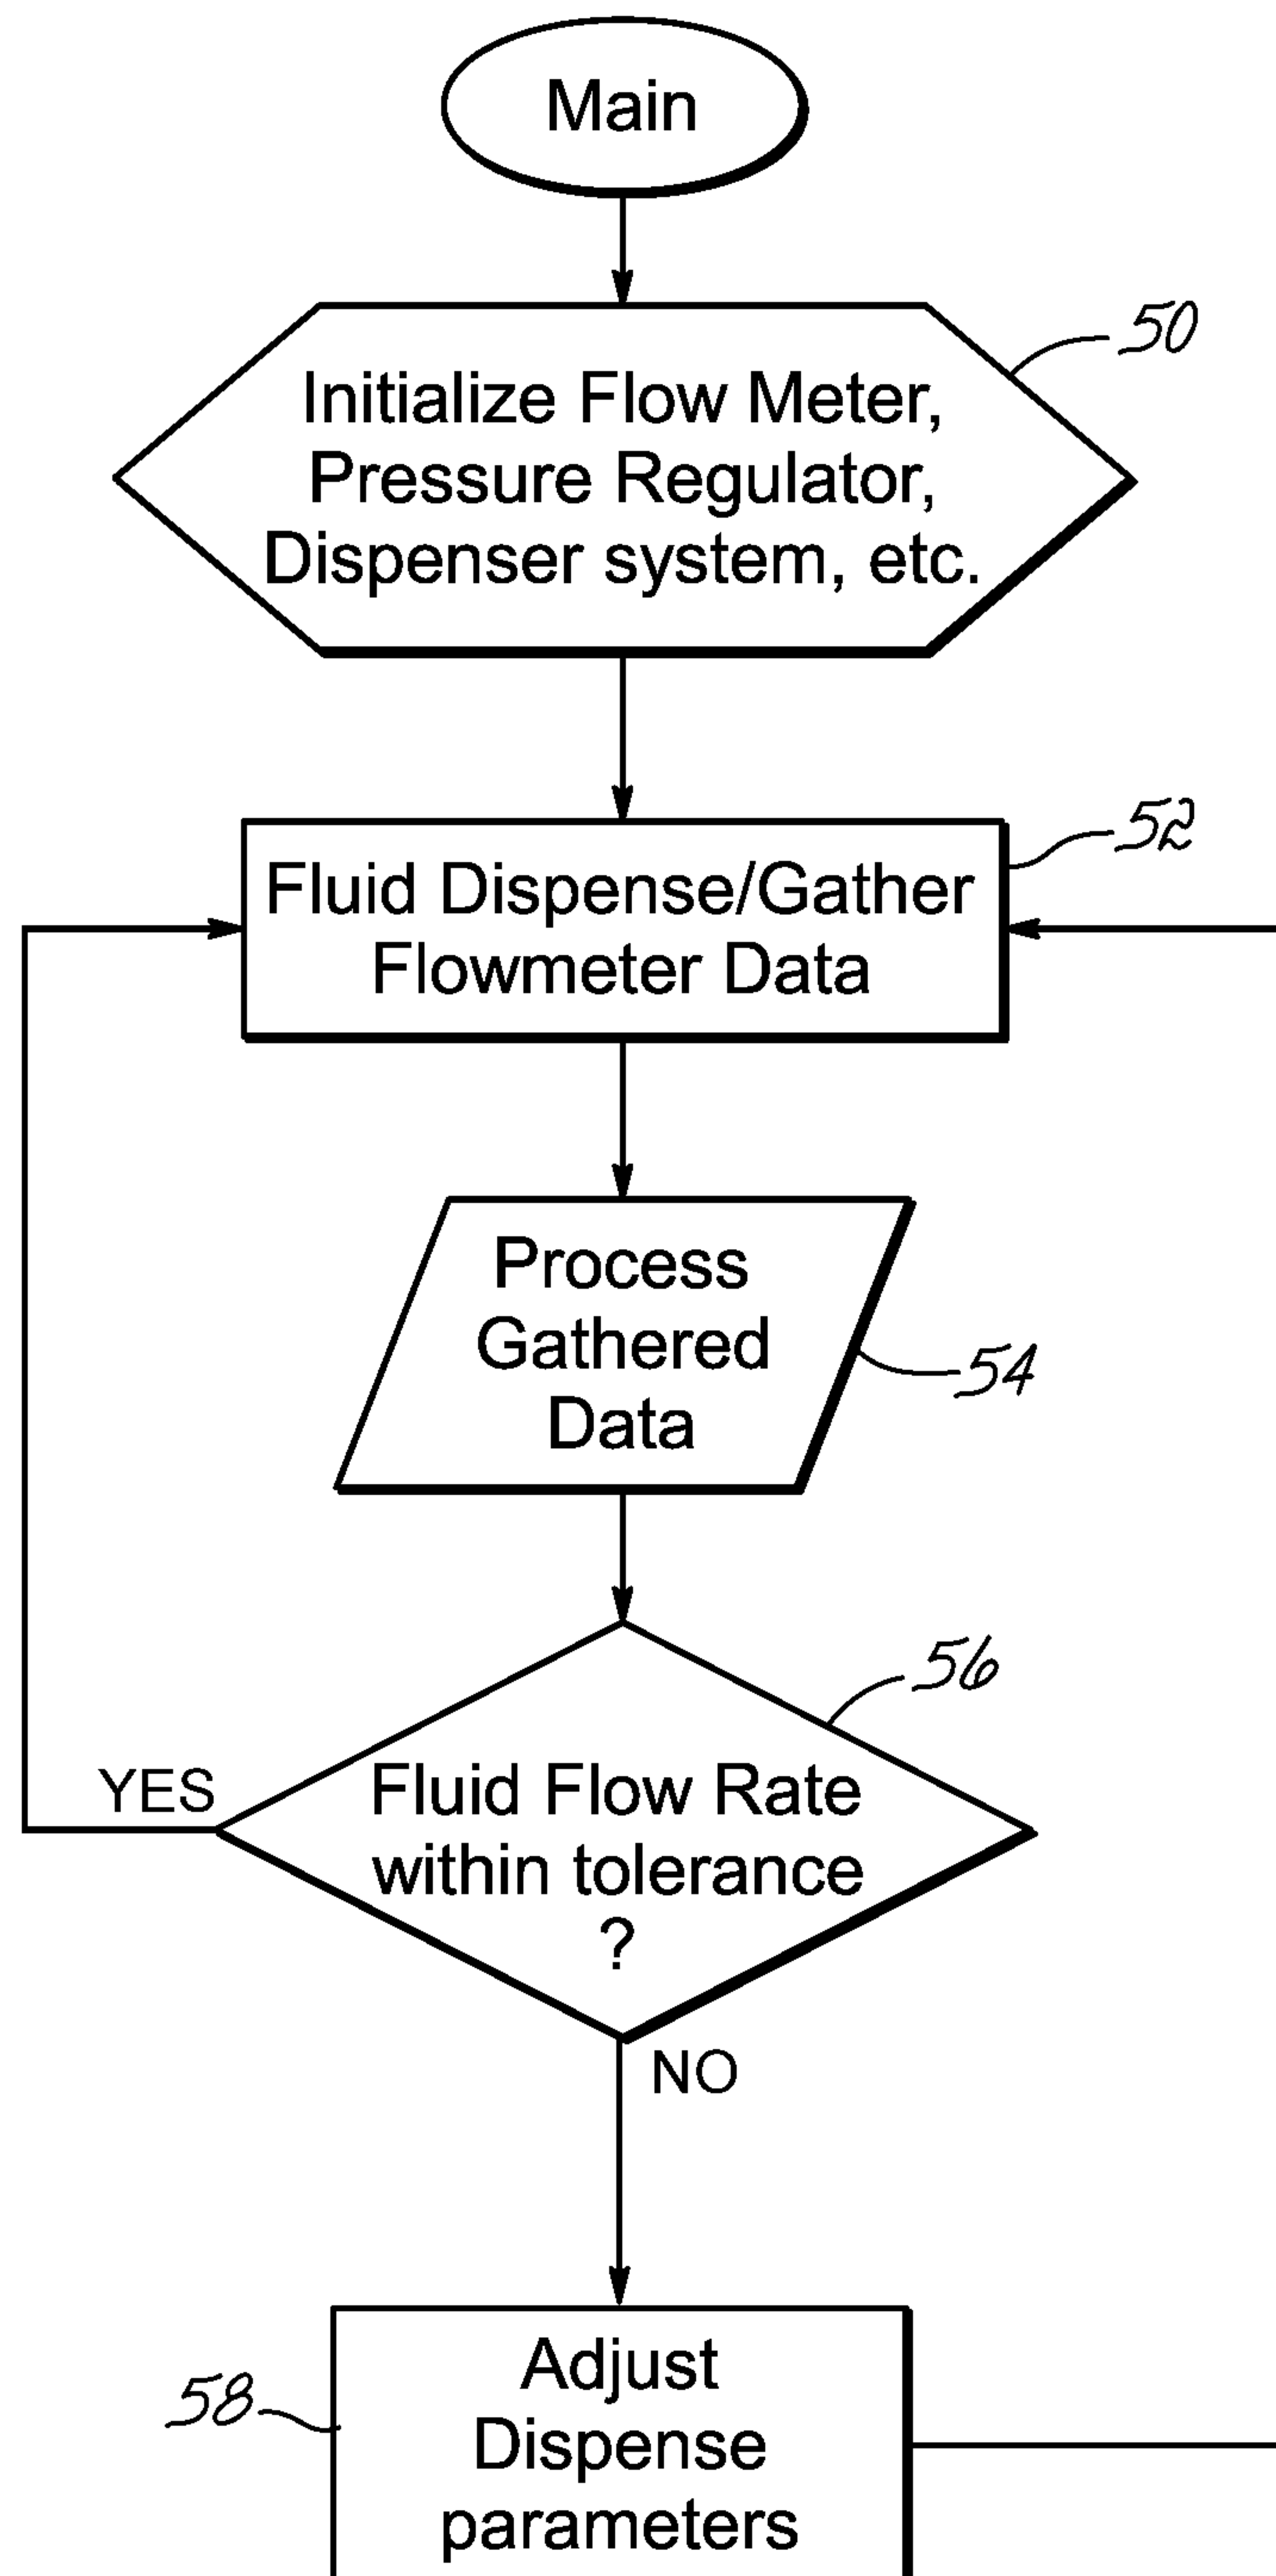 Main
50
Initialize Flow Meter,
Pressure Regulator,
Dispenser system, etc.
52
Fluid Dispense/Gather
Flowmeter Data
Process
Gathered
Data
54
56
YES
Fluid Flow Rate
within tolerance
?
NO
58
Adjust
Dispense
parameters